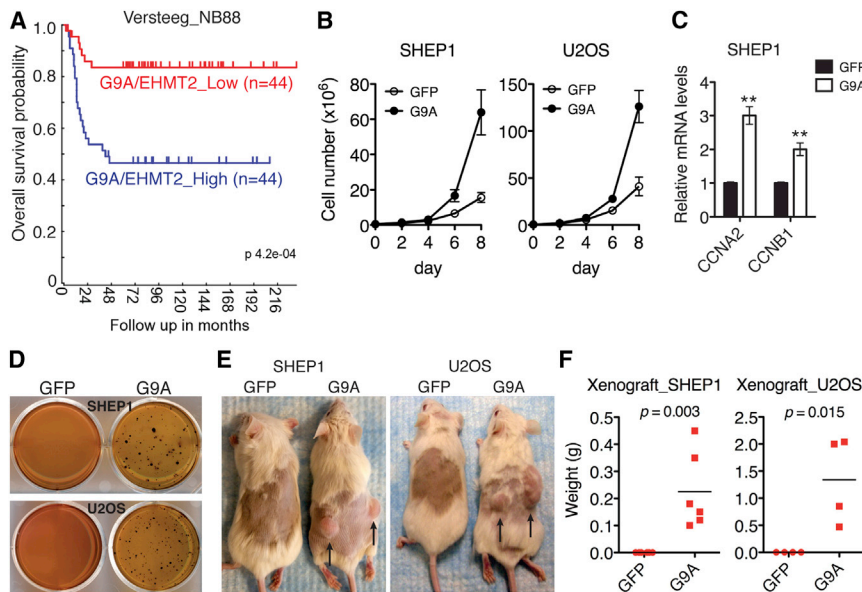 A
Versteeg_NB88
Overall survival probability
1.0
0.8
0.6
0.4
0.2
0
G9A/EHMT2_Low (n=44)
G9A/EHMT2_High (n=44)
p 4.2e-04
0 24 48 72 96 120 144 168 192 216
Follow up in months
B
SHEP1
U2OS
Cell number (x10⁶)
80
60
40
20
0
GFP
G9A
0 2 4 6 8
day
150
100
50
0
GFP
G9A
0 2 4 6 8
day
C
SHEP1
GFP
G9A
Relative mRNA levels
4
3
2
1
0
**
**
CCNA2
CCNB1
D
GFP G9A
SHEP1
U2OS
E
SHEP1
U2OS
GFP G9A
GFP G9A
F
Xenograft_SHEP1
Xenograft_U2OS
p = 0.003
p = 0.015
Weight (g)
0.5
0.4
0.3
0.2
0.1
0.0
GFP
G9A
2.5
2.0
1.5
1.0
0.5
0.0
GFP
G9A